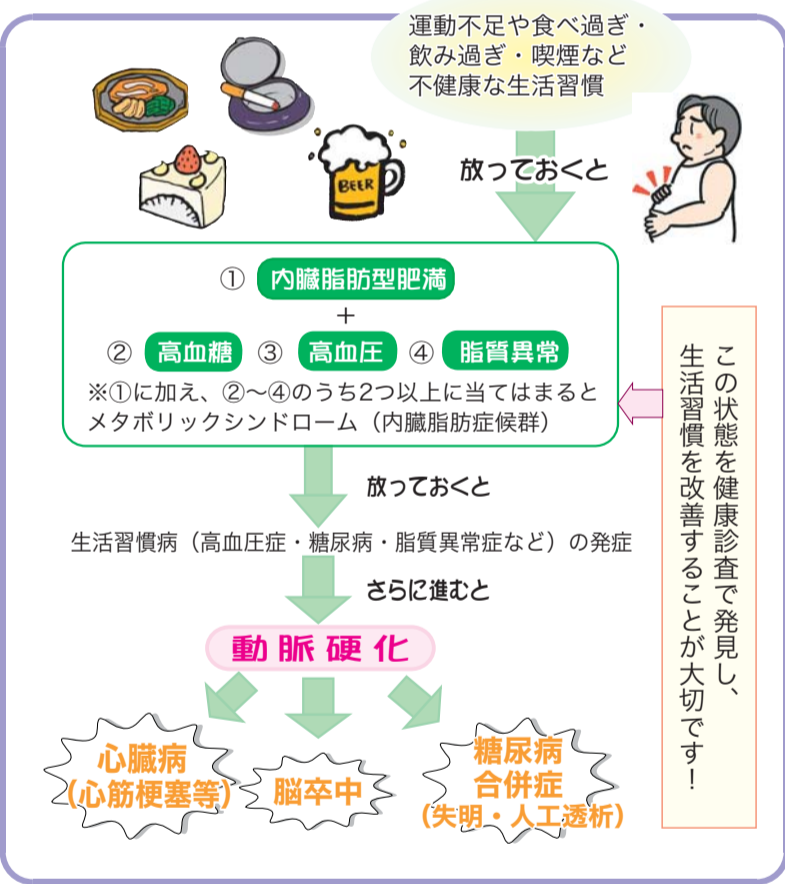 運動不足や食べ過ぎ・
飲み過ぎ・喫煙など
不健康な生活習慣
放っておくと
BEER
① 内臓脂肪型肥満
+
② 高血糖 ③ 高血圧 ④ 脂質異常
※①に加え、②〜④のうち2つ以上に当てはまると
メタボリックシンドローム（内臓脂肪症候群）
この状態を健康診査で発見し、
生活習慣を改善することが大切です！
放っておくと
生活習慣病（高血圧症・糖尿病・脂質異常症など）の発症
さらに進むと
動脈硬化
心臓病
（心筋梗塞等）
脳卒中
糖尿病
合併症
（失明・人工透析）